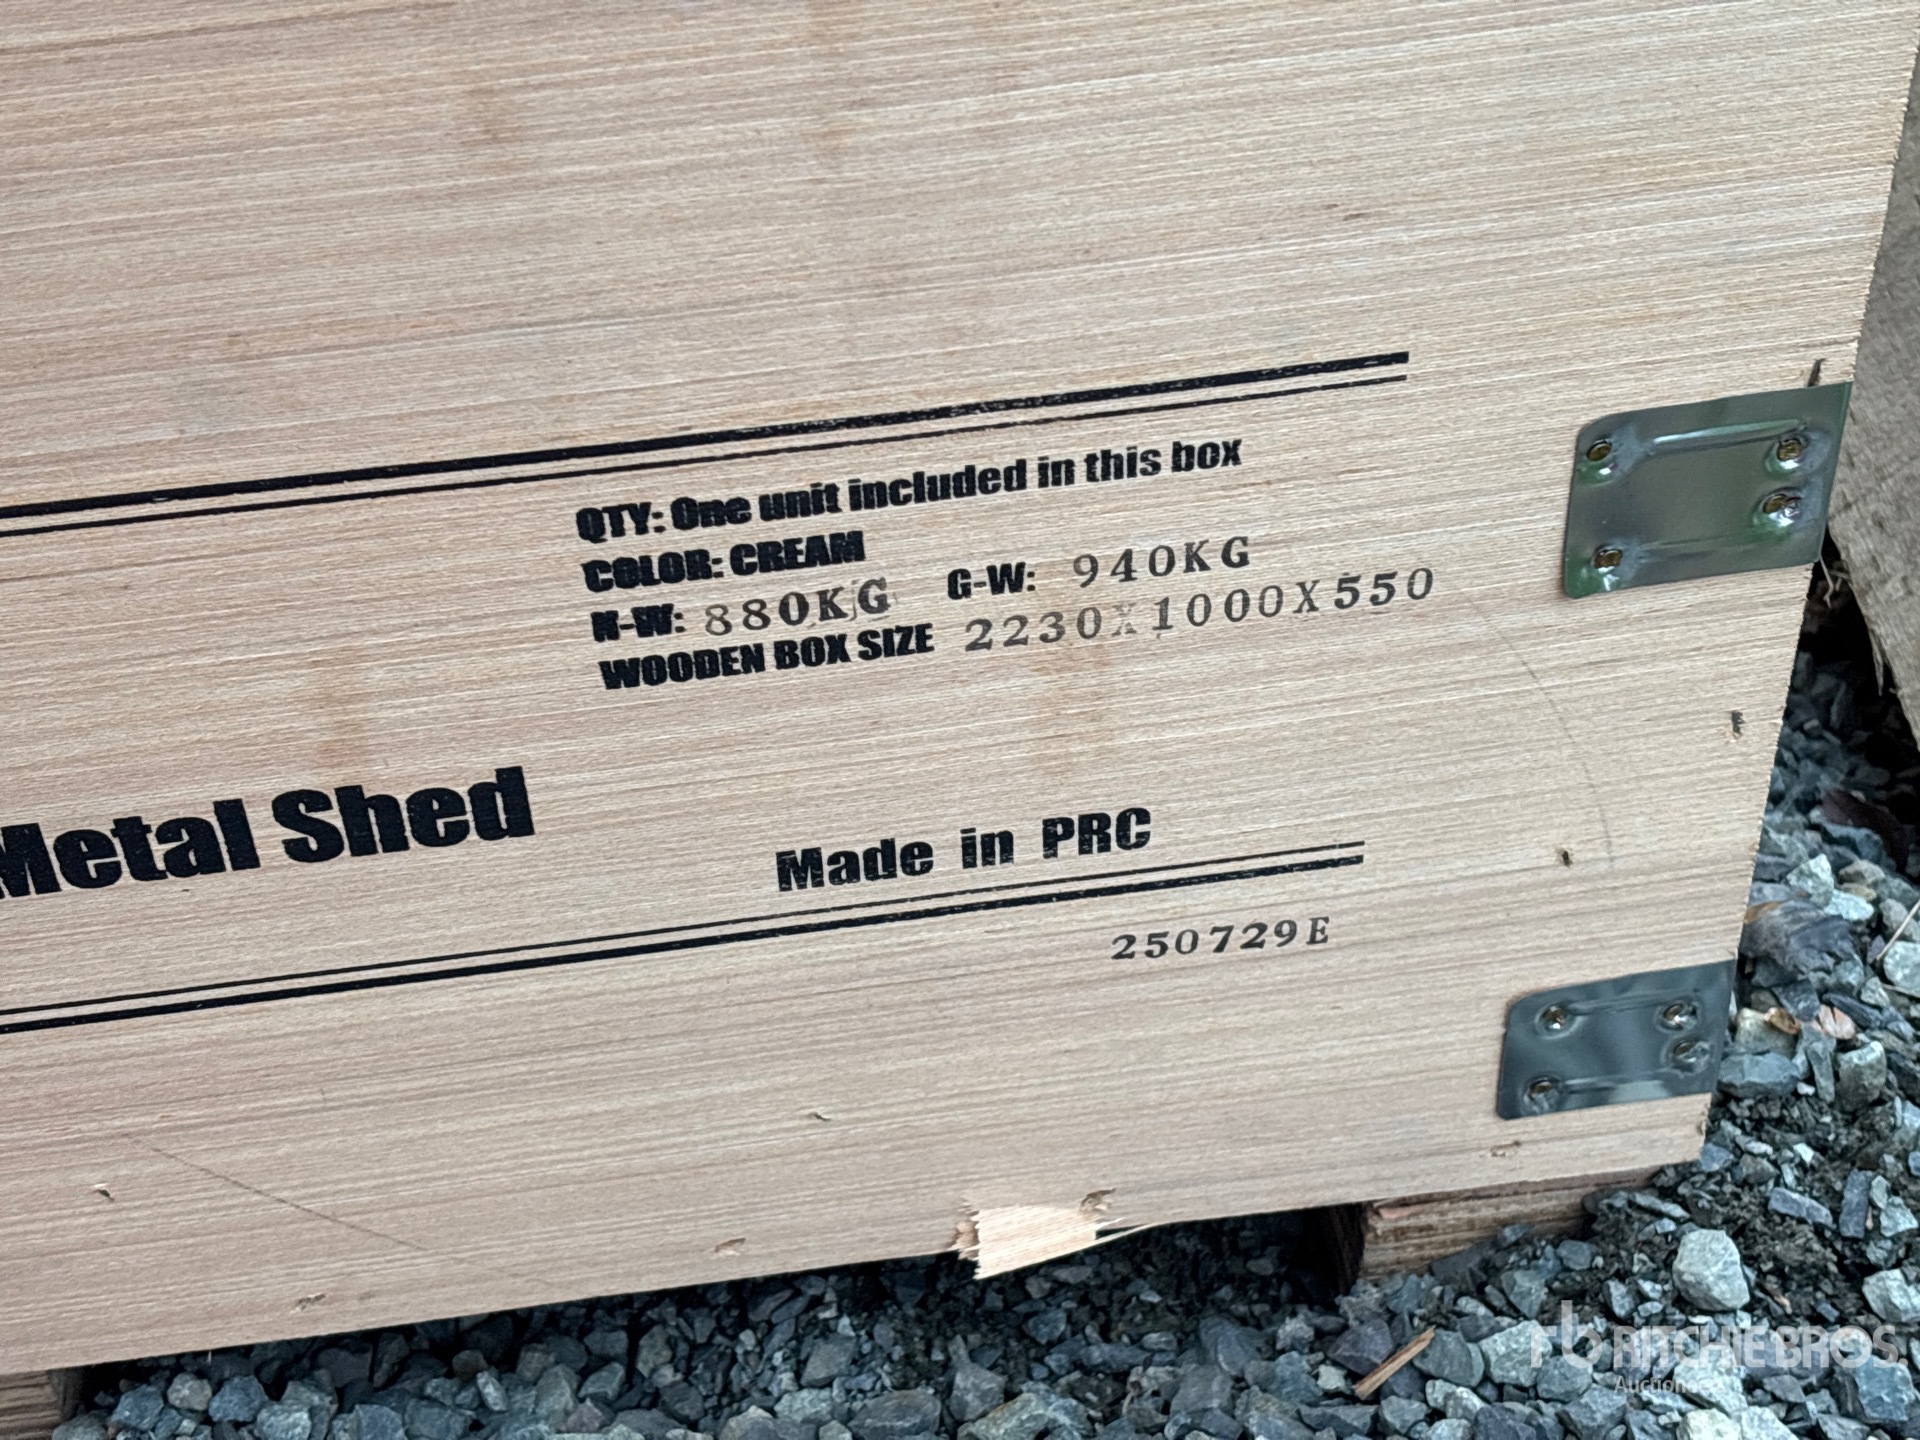 QTY: One unit included in this box
COLOR: CREAM
N-W: 880KG G-W: 940KG
WOODEN BOX SIZE 2230X1000X550
Metal Shed
Made in PRC
250729E
rb RITCHIE BROS